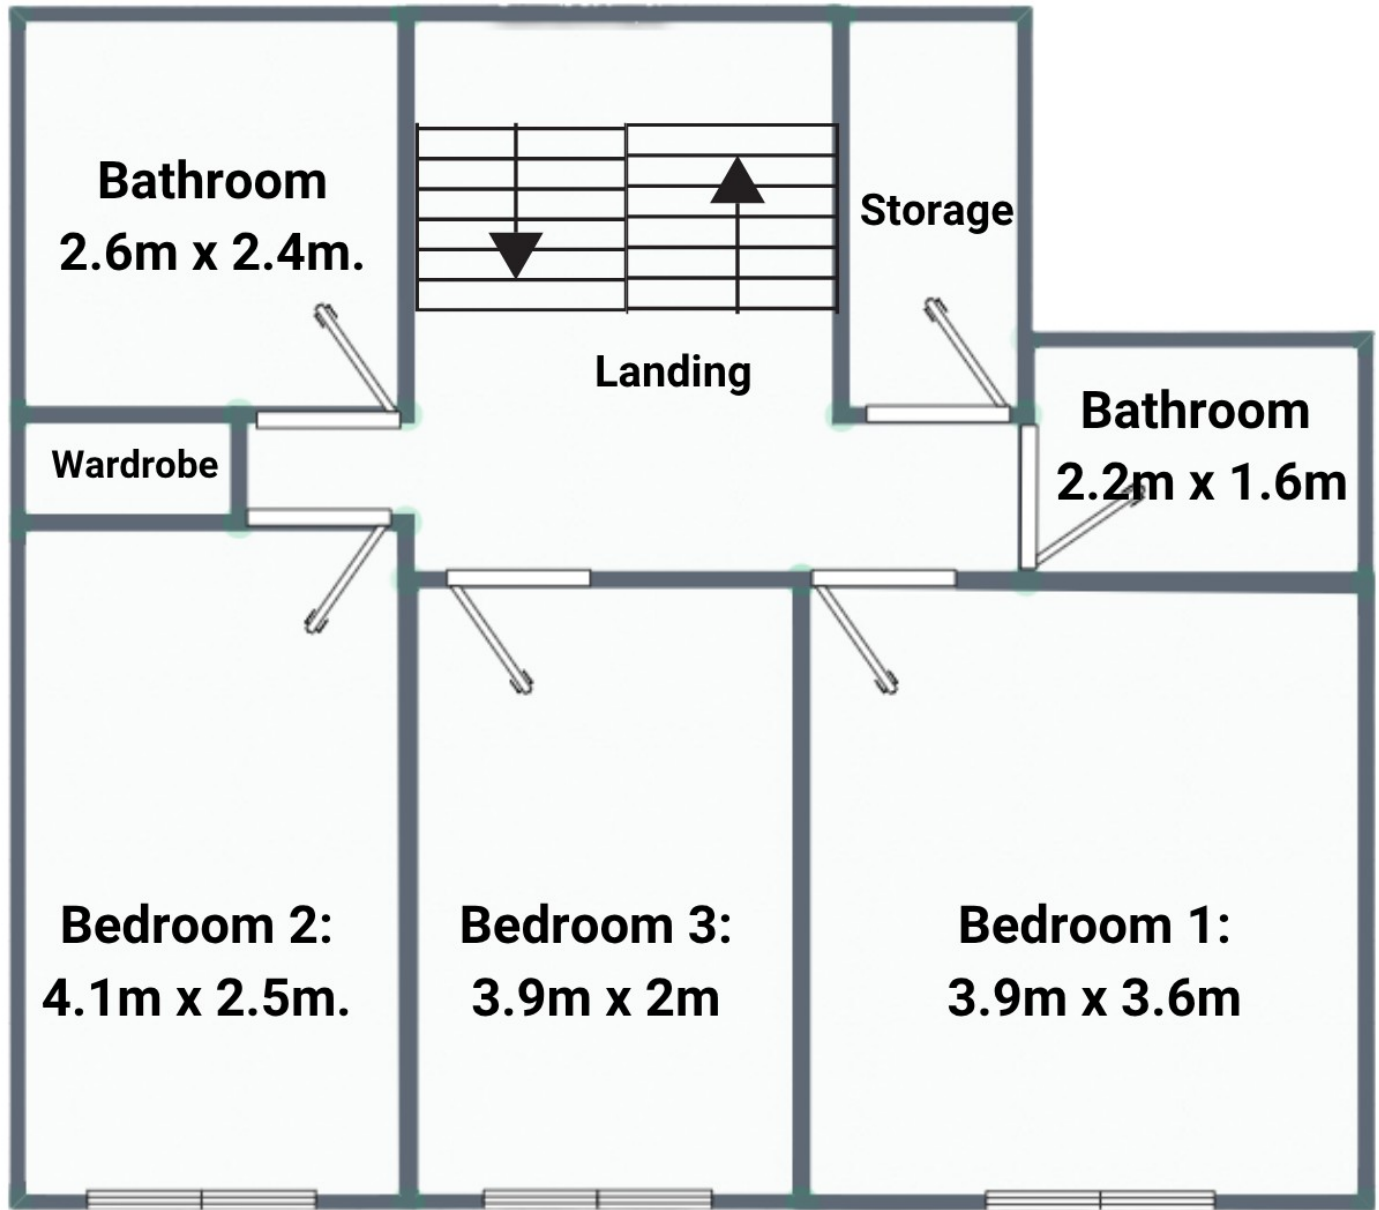 Bathroom
2.6m x 2.4m.
Storage
Landing
Bathroom
2.2m x 1.6m
Wardrobe
Bedroom 2:
4.1m x 2.5m.
Bedroom 3:
3.9m x 2m
Bedroom 1:
3.9m x 3.6m